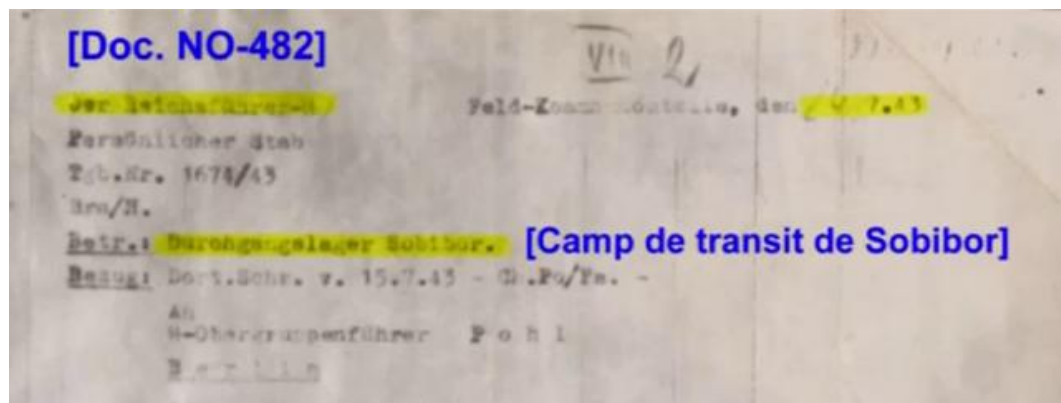 [Doc. NO-482]
VIII 2,
Der Reichsführer-SS Feld-Kommandostelle, den 7.43
Persönlicher Stab
Tgb.Nr. 1674/43
Bra/H.
Betr.: Durchgangslager Sobibor. [Camp de transit de Sobibor]
Bezug: Dort.Schr. v. 15.7.43 - Ch.Po/Fm. -
An
SS-Obergruppenführer Pohl
Berlin